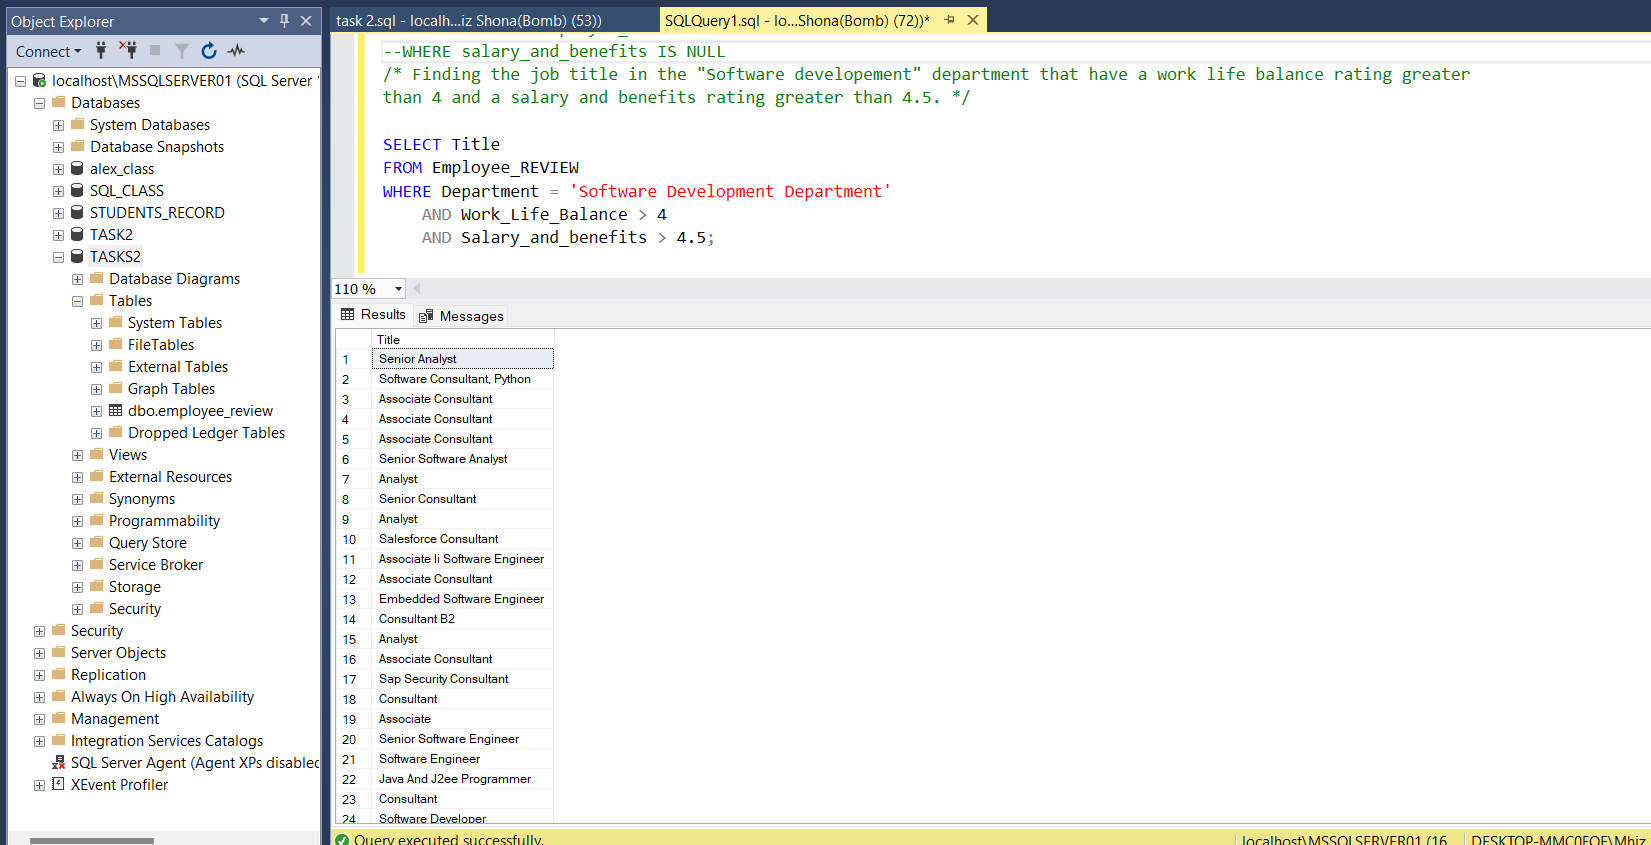 Object Explorer
task 2.sql - localh...iz Shona(Bomb) (53))
SQLQuery1.sql - lo...Shona(Bomb) (72))*
Connect
localhost\MSSQLSERVER01 (SQL Server
Databases
System Databases
Database Snapshots
alex_class
SQL_CLASS
STUDENTS_RECORD
TASK2
TASKS2
Database Diagrams
Tables
System Tables
FileTables
External Tables
Graph Tables
dbo.employee_review
Dropped Ledger Tables
Views
External Resources
Synonyms
Programmability
Query Store
Service Broker
Storage
Security
Security
Server Objects
Replication
Always On High Availability
Management
Integration Services Catalogs
SQL Server Agent (Agent XPs disabled
XEvent Profiler
--WHERE salary_and_benefits IS NULL
/* Finding the job title in the "Software developement" department that have a work life balance rating greater
than 4 and a salary and benefits rating greater than 4.5. */
SELECT Title
FROM Employee_REVIEW
WHERE Department = 'Software Development Department'
AND Work_Life_Balance > 4
AND Salary_and_benefits > 4.5;
110 %
Results Messages
Title
1 Senior Analyst
2 Software Consultant, Python
3 Associate Consultant
4 Associate Consultant
5 Associate Consultant
6 Senior Software Analyst
7 Analyst
8 Senior Consultant
9 Analyst
10 Salesforce Consultant
11 Associate Ii Software Engineer
12 Associate Consultant
13 Embedded Software Engineer
14 Consultant B2
15 Analyst
16 Associate Consultant
17 Sap Security Consultant
18 Consultant
19 Associate
20 Senior Software Engineer
21 Software Engineer
22 Java And J2ee Programmer
23 Consultant
24 Software Developer
Query executed successfully.
localhost\MSSQLSERVER01 (16